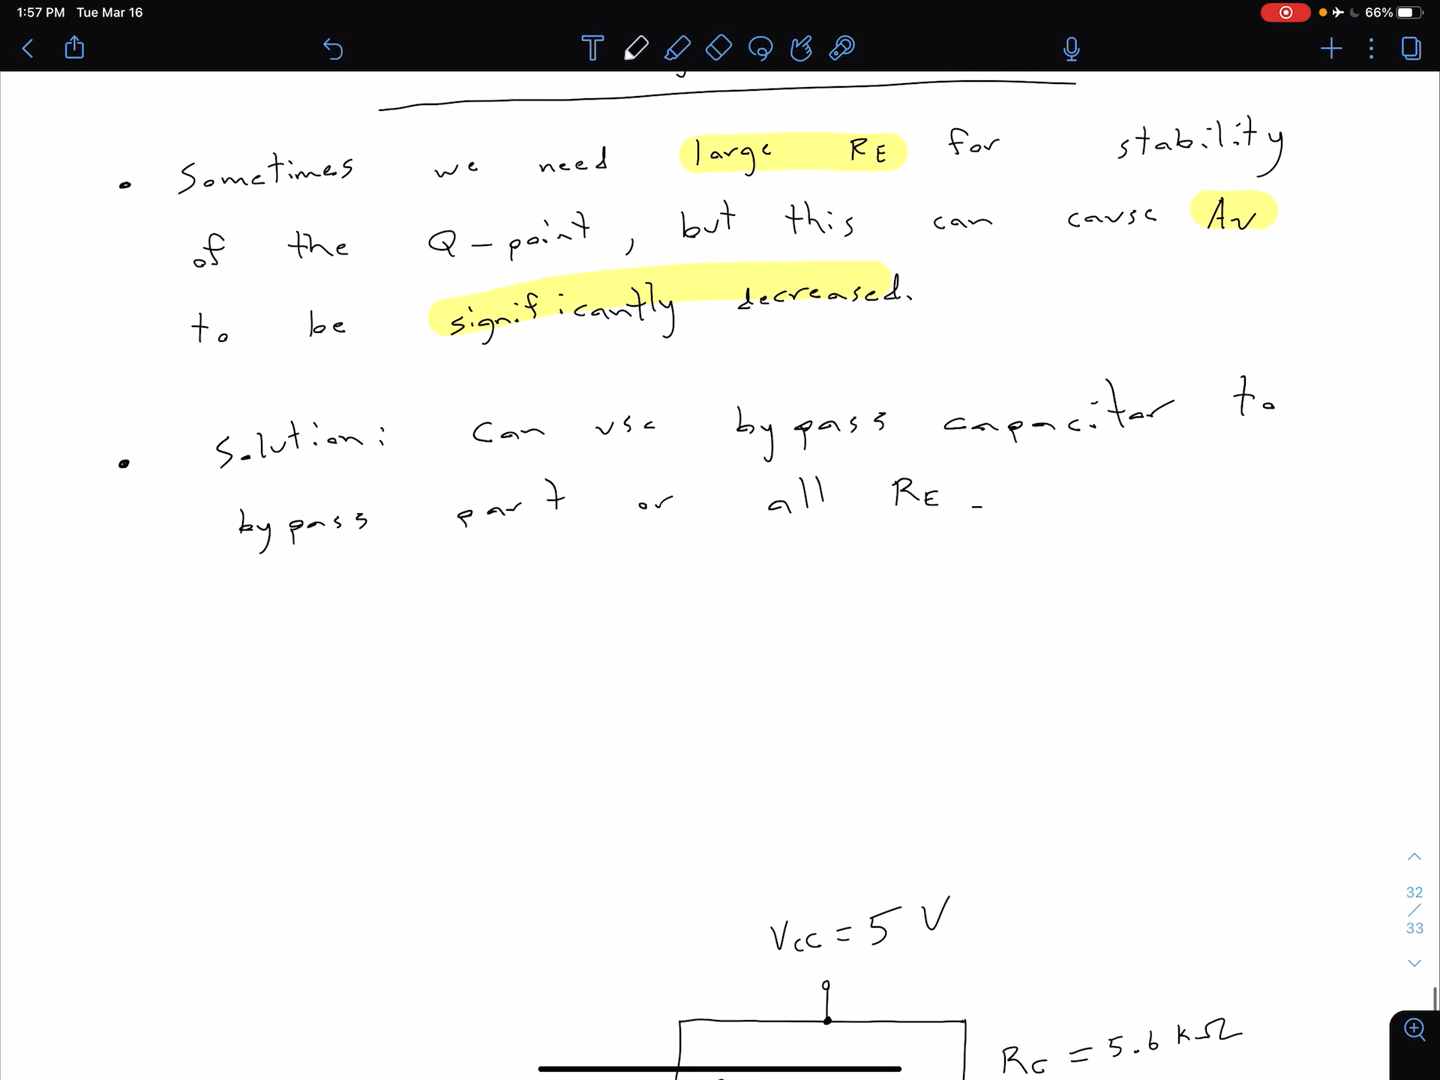 1:57 PM Tue Mar 16
66%
• Sometimes we need large RE for stability
of the Q-point, but this can cause Av
to be significantly decreased.
• Solution: Can use bypass capacitor to
bypass part or all RE.
32
/
33
VCC = 5 V
RC = 5.6 kΩ